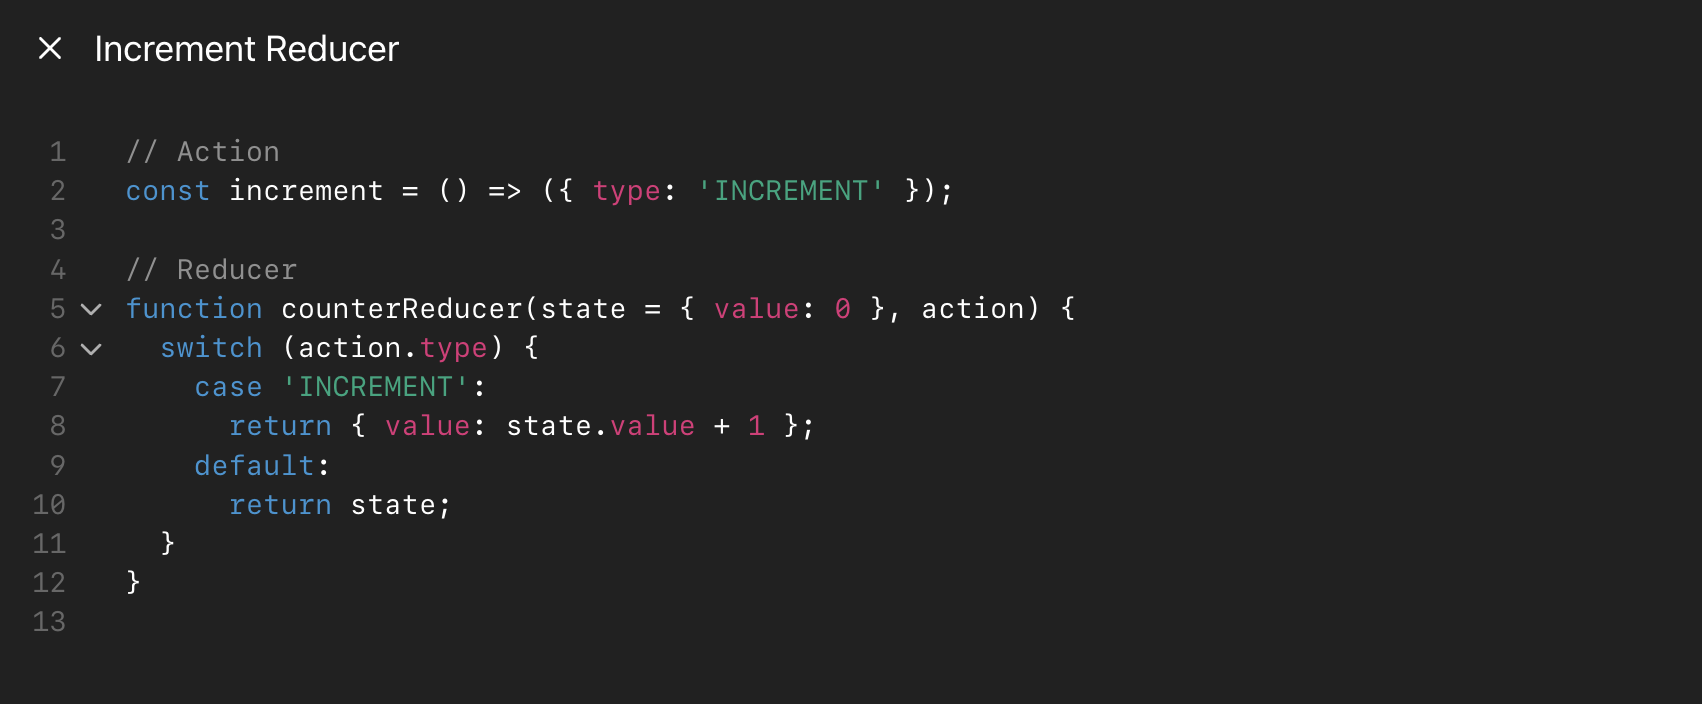 Increment Reducer
1 // Action
2 const increment = () => ({ type: 'INCREMENT' });
3
4 // Reducer
5 function counterReducer(state = { value: 0 }, action) {
6   switch (action.type) {
7     case 'INCREMENT':
8       return { value: state.value + 1 };
9     default:
10       return state;
11   }
12 }
13